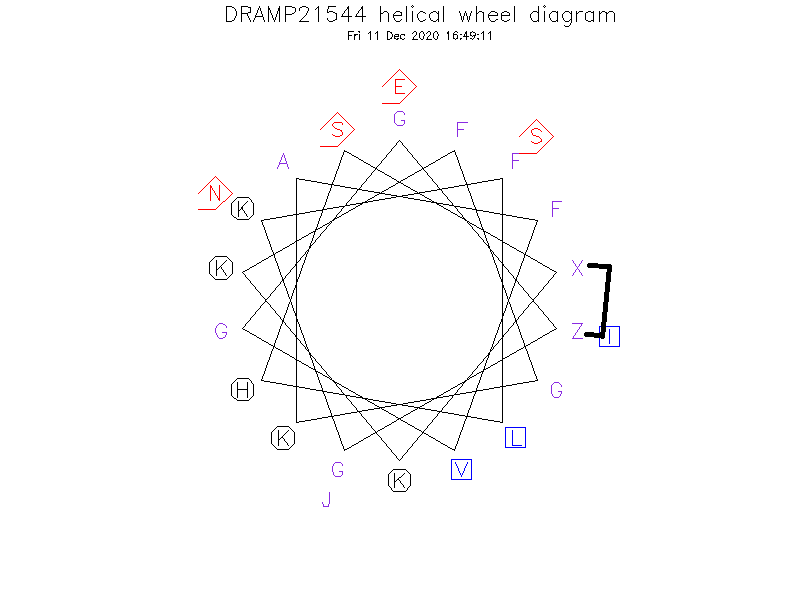 DRAMP21544 helical wheel diagram
Fri 11 Dec 2020 16:49:11
E
G
S
F
S
A
F
N
K
F
K
X
G
Z
I
H
G
K
L
G
K
V
J